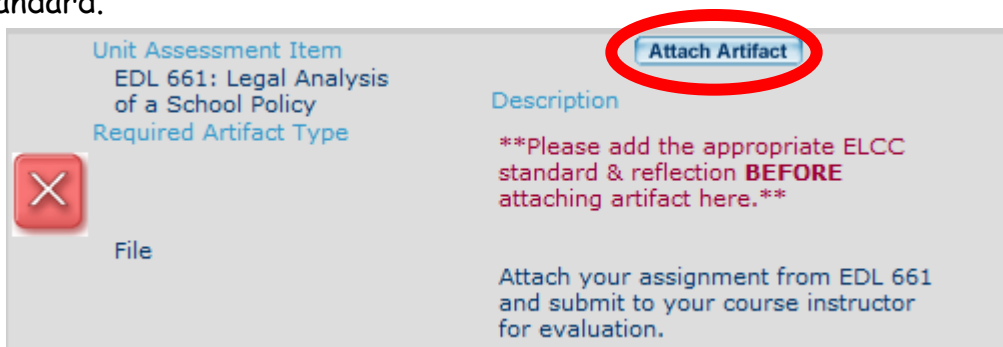 Unit Assessment Item
EDL 661: Legal Analysis
of a School Policy
Required Artifact Type
File
Attach Artifact
Description
**Please add the appropriate ELCC
standard & reflection BEFORE
attaching artifact here.**
Attach your assignment from EDL 661
and submit to your course instructor
for evaluation.